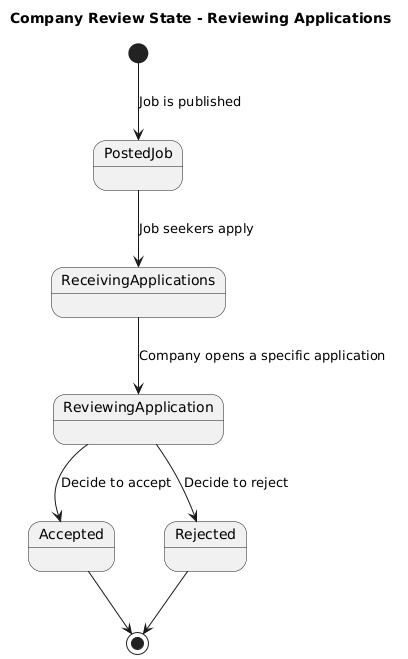 Company Review State - Reviewing Applications
Job is published
PostedJob
Job seekers apply
ReceivingApplications
Company opens a specific application
ReviewingApplication
Decide to accept
Decide to reject
Accepted
Rejected